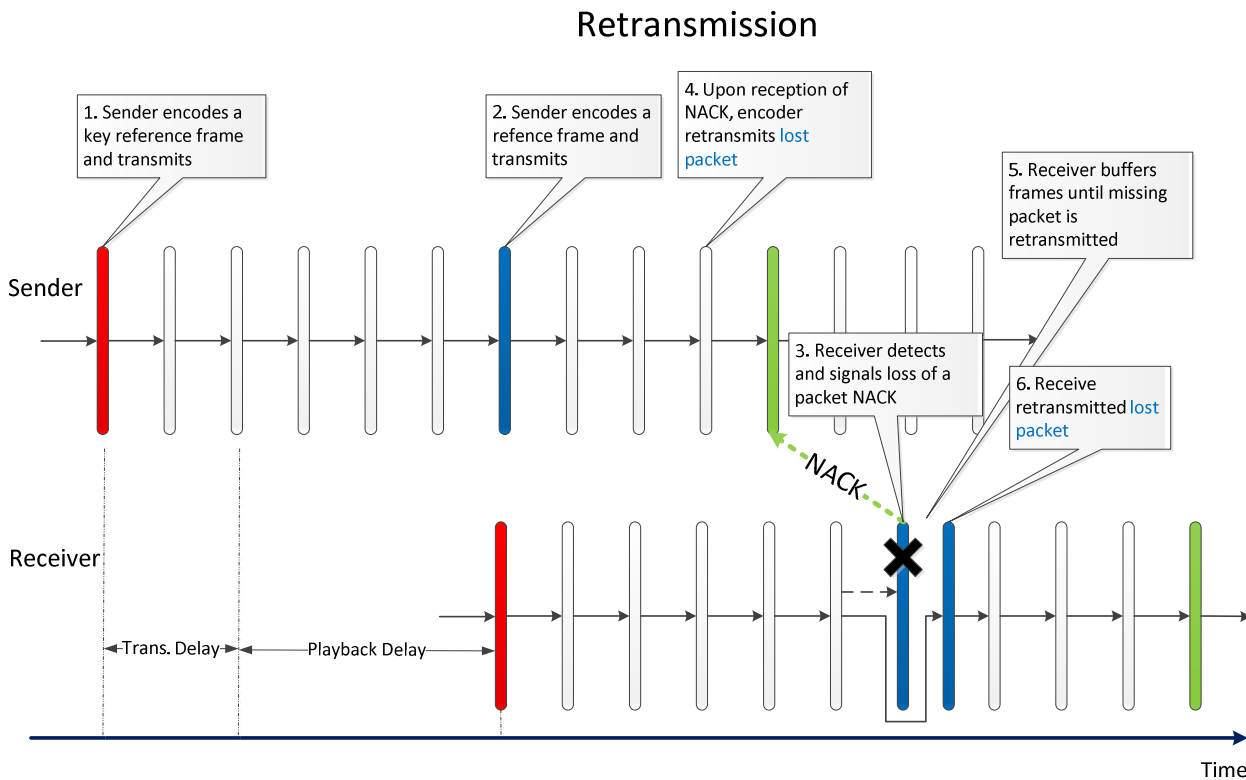 Retransmission
1. Sender encodes a
key reference frame
and transmits
2. Sender encodes a
refence frame and
transmits
4. Upon reception of
NACK, encoder
retransmits lost
packet
5. Receiver buffers
frames until missing
packet is
retransmitted
Sender
3. Receiver detects
and signals loss of a
packet NACK
6. Receive
retransmitted lost
packet
NACK
Receiver
Trans. Delay
Playback Delay
Time